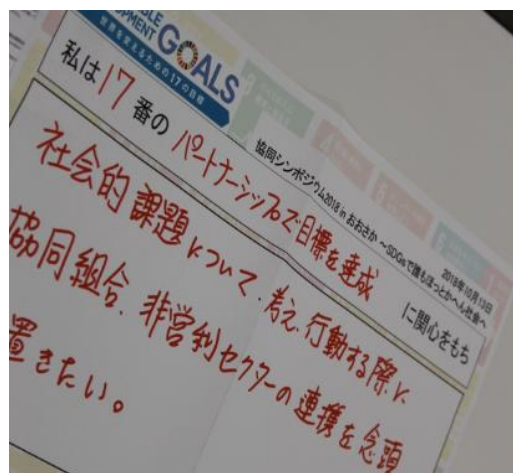 GOALS
世界を変えるための17の目標
2018年10月13日
協同シンポジウム2018 in おおさか ～SDGsで誰もほっとかへん社会へ
私は17番の パートナーシップで目標を達成 に関心をもち
社会的課題について、考え、行動する際に
協同組合、非営利セクターの連携を念頭
置きたい。